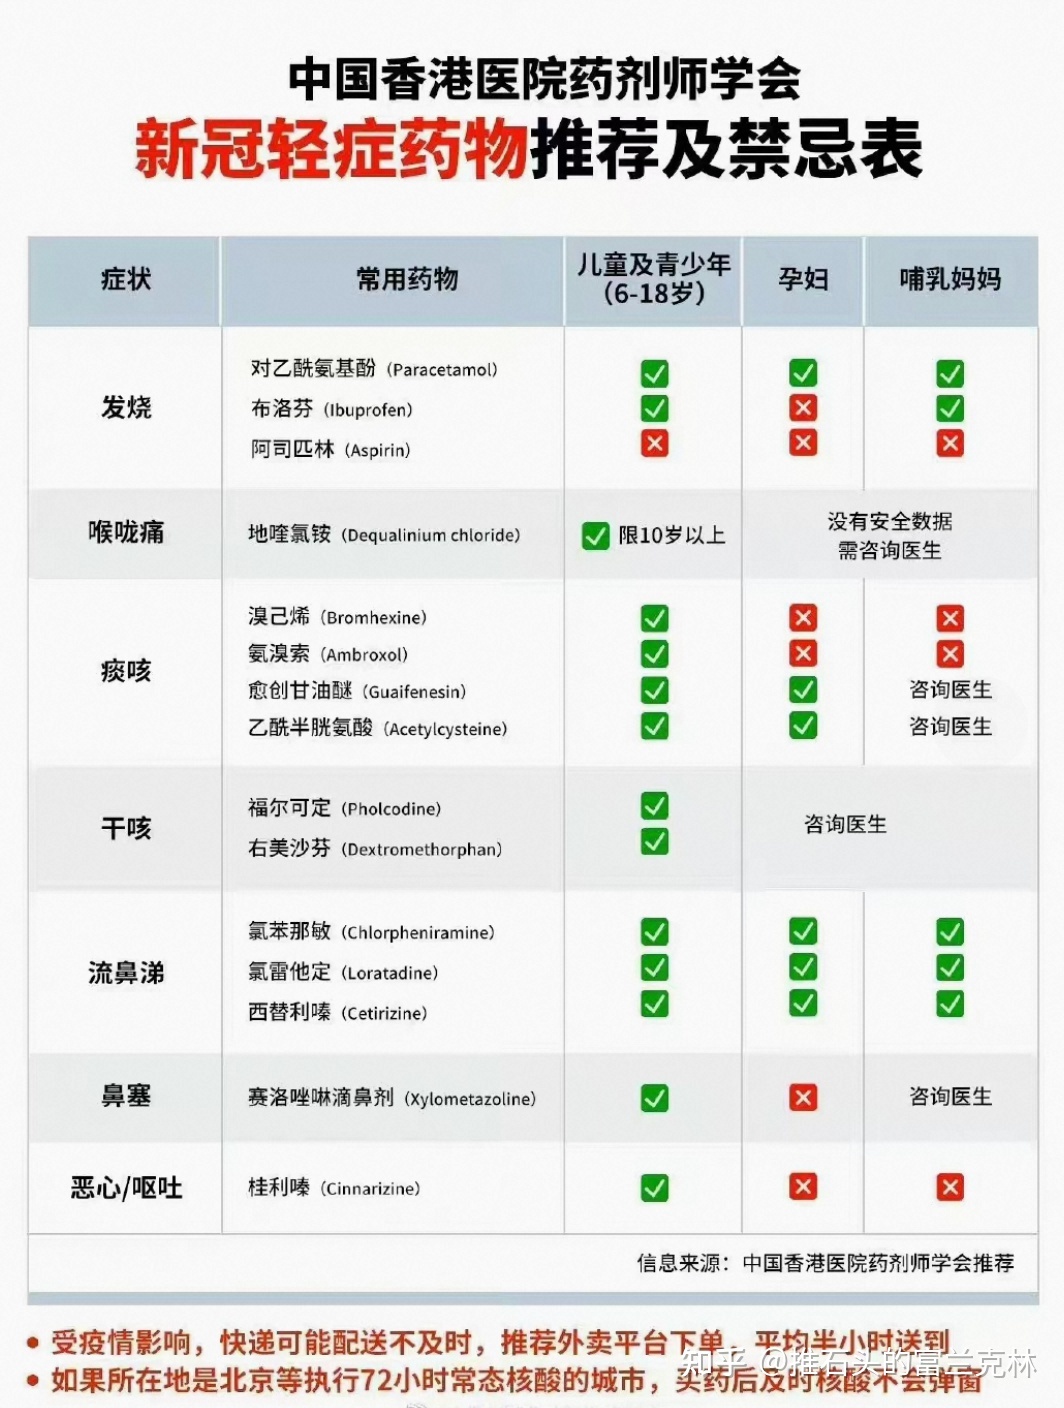 中国香港医院药剂师学会
新冠轻症药物推荐及禁忌表
症状
常用药物
儿童及青少年
（6-18岁）
孕妇
哺乳妈妈
发烧
对乙酰氨基酚（Paracetamol）
布洛芬（Ibuprofen）
阿司匹林（Aspirin）
喉咙痛
地喹氯铵（Dequalinium chloride）
限10岁以上
没有安全数据
需咨询医生
痰咳
溴己烯（Bromhexine）
氨溴索（Ambroxol）
愈创甘油醚（Guaifenesin）
咨询医生
乙酰半胱氨酸（Acetylcysteine）
咨询医生
干咳
福尔可定（Pholcodine）
右美沙芬（Dextromethorphan）
咨询医生
流鼻涕
氯苯那敏（Chlorpheniramine）
氯雷他定（Loratadine）
西替利嗪（Cetirizine）
鼻塞
赛洛唑啉滴鼻剂（Xylometazoline）
咨询医生
恶心/呕吐
桂利嗪（Cinnarizine）
信息来源：中国香港医院药剂师学会推荐
• 受疫情影响，快递可能配送不及时，推荐外卖平台下单，平均半小时送到
• 如果所在地是北京等执行72小时常态核酸的城市，买药后及时核酸不会弹窗
知乎 @推石头的富兰克林